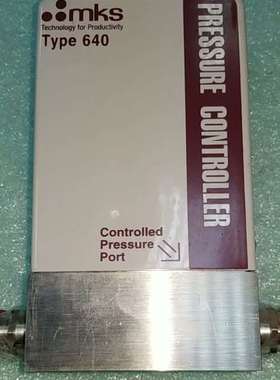 mks
Technology for Productivity
Type 640
PRESSURE CONTROLLER
Controlled
Pressure
Port